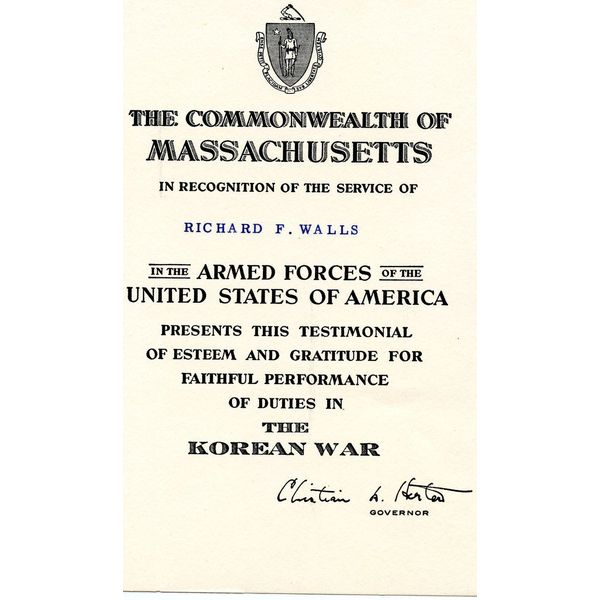 THE COMMONWEALTH OF
MASSACHUSETTS
IN RECOGNITION OF THE SERVICE OF
RICHARD F. WALLS
IN THE ARMED FORCES OF THE
UNITED STATES OF AMERICA
PRESENTS THIS TESTIMONIAL
OF ESTEEM AND GRATITUDE FOR
FAITHFUL PERFORMANCE
OF DUTIES IN
THE
KOREAN WAR
Christian A. Herter
GOVERNOR